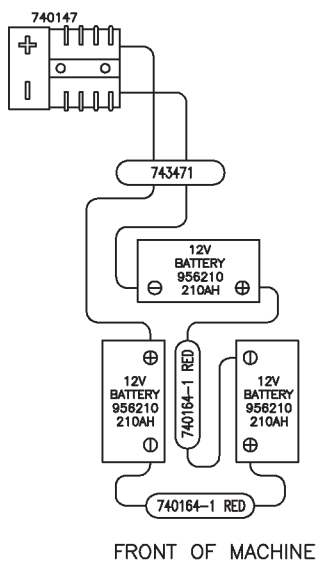 740147
+
-
743471
12V
BATTERY
956210
210AH
- +
+
12V
BATTERY
956210
210AH
-
740164-1 RED
-
12V
BATTERY
956210
210AH
+
740164-1 RED
FRONT OF MACHINE